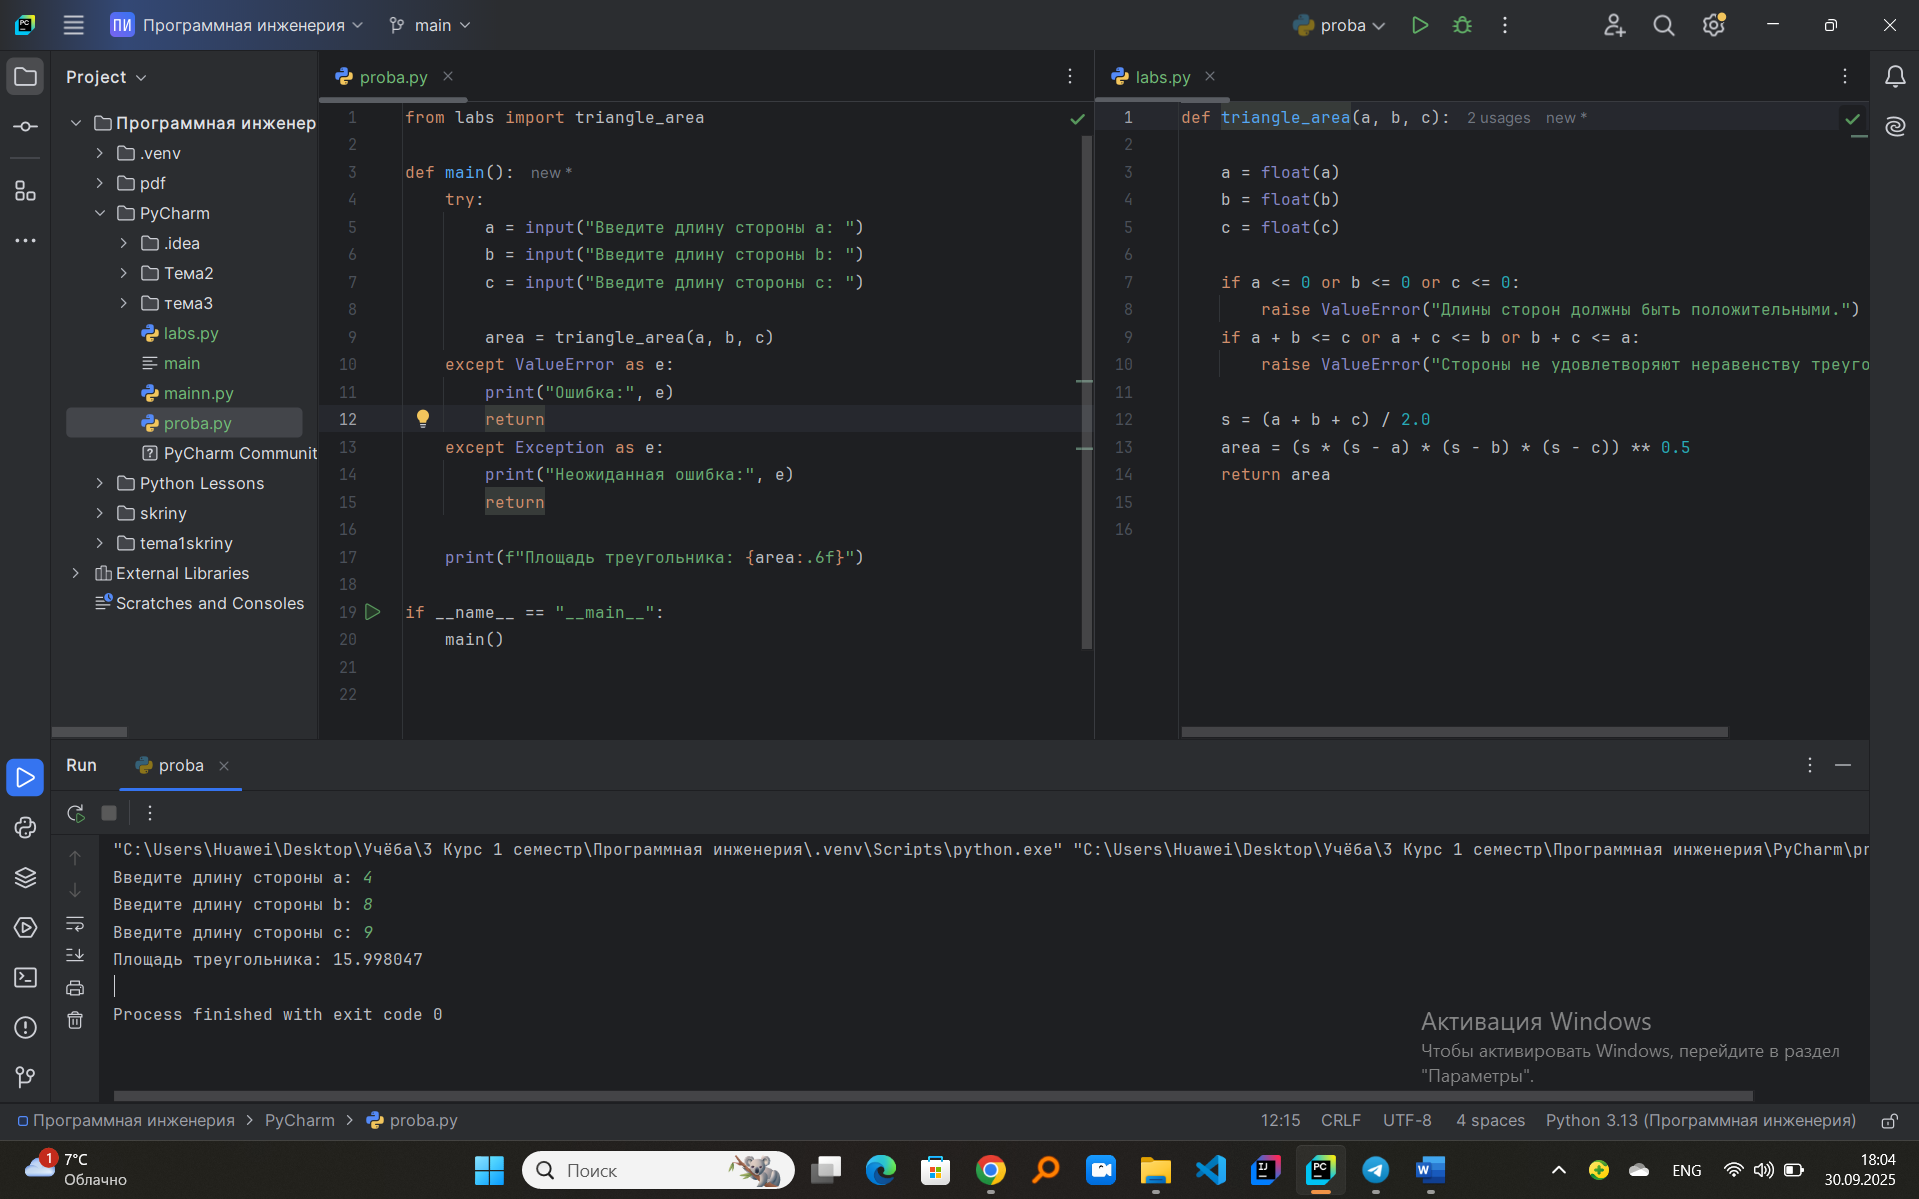 ПИ Программная инженерия main proba
Project
Программная инженер
.venv
pdf
PyCharm
.idea
Тема2
тема3
labs.py
main
mainn.py
proba.py
PyCharm Communit
Python Lessons
skriny
tema1skriny
External Libraries
Scratches and Consoles
proba.py
1 from labs import triangle_area
2
3 def main(): new *
4 try:
5 a = input("Введите длину стороны a: ")
6 b = input("Введите длину стороны b: ")
7 c = input("Введите длину стороны c: ")
8
9 area = triangle_area(a, b, c)
10 except ValueError as e:
11 print("Ошибка:", e)
12 return
13 except Exception as e:
14 print("Неожиданная ошибка:", e)
15 return
16
17 print(f"Площадь треугольника: {area:.6f}")
18
19 if __name__ == "__main__":
20 main()
21
22
labs.py
1 def triangle_area(a, b, c): 2 usages new *
2
3 a = float(a)
4 b = float(b)
5 c = float(c)
6
7 if a <= 0 or b <= 0 or c <= 0:
8 raise ValueError("Длины сторон должны быть положительными.")
9 if a + b <= c or a + c <= b or b + c <= a:
10 raise ValueError("Стороны не удовлетворяют неравенству треуго
11
12 s = (a + b + c) / 2.0
13 area = (s * (s - a) * (s - b) * (s - c)) ** 0.5
14 return area
15
16
Run proba
"C:\Users\Huawei\Desktop\Учёба\3 Курс 1 семестр\Программная инженерия\.venv\Scripts\python.exe" "C:\Users\Huawei\Desktop\Учёба\3 Курс 1 семестр\Программная инженерия\PyCharm\pr
Введите длину стороны a: 4
Введите длину стороны b: 8
Введите длину стороны c: 9
Площадь треугольника: 15.998047
Process finished with exit code 0
Активация Windows
Чтобы активировать Windows, перейдите в раздел
"Параметры".
Программная инженерия PyCharm proba.py 12:15 CRLF UTF-8 4 spaces Python 3.13 (Программная инженерия)
1 7°C
Облачно
Поиск
ENG
18:04
30.09.2025